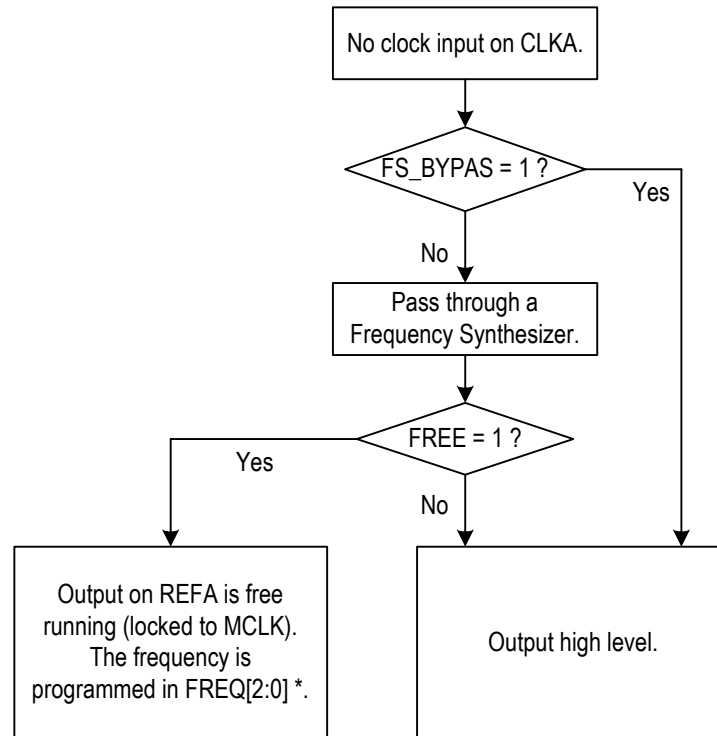 No clock input on CLKA.
FS_BYPAS = 1 ?
Yes
No
Pass through a
Frequency Synthesizer.
FREE = 1 ?
Yes
No
Output on REFA is free
running (locked to MCLK).
The frequency is
programmed in FREQ[2:0] *.
Output high level.